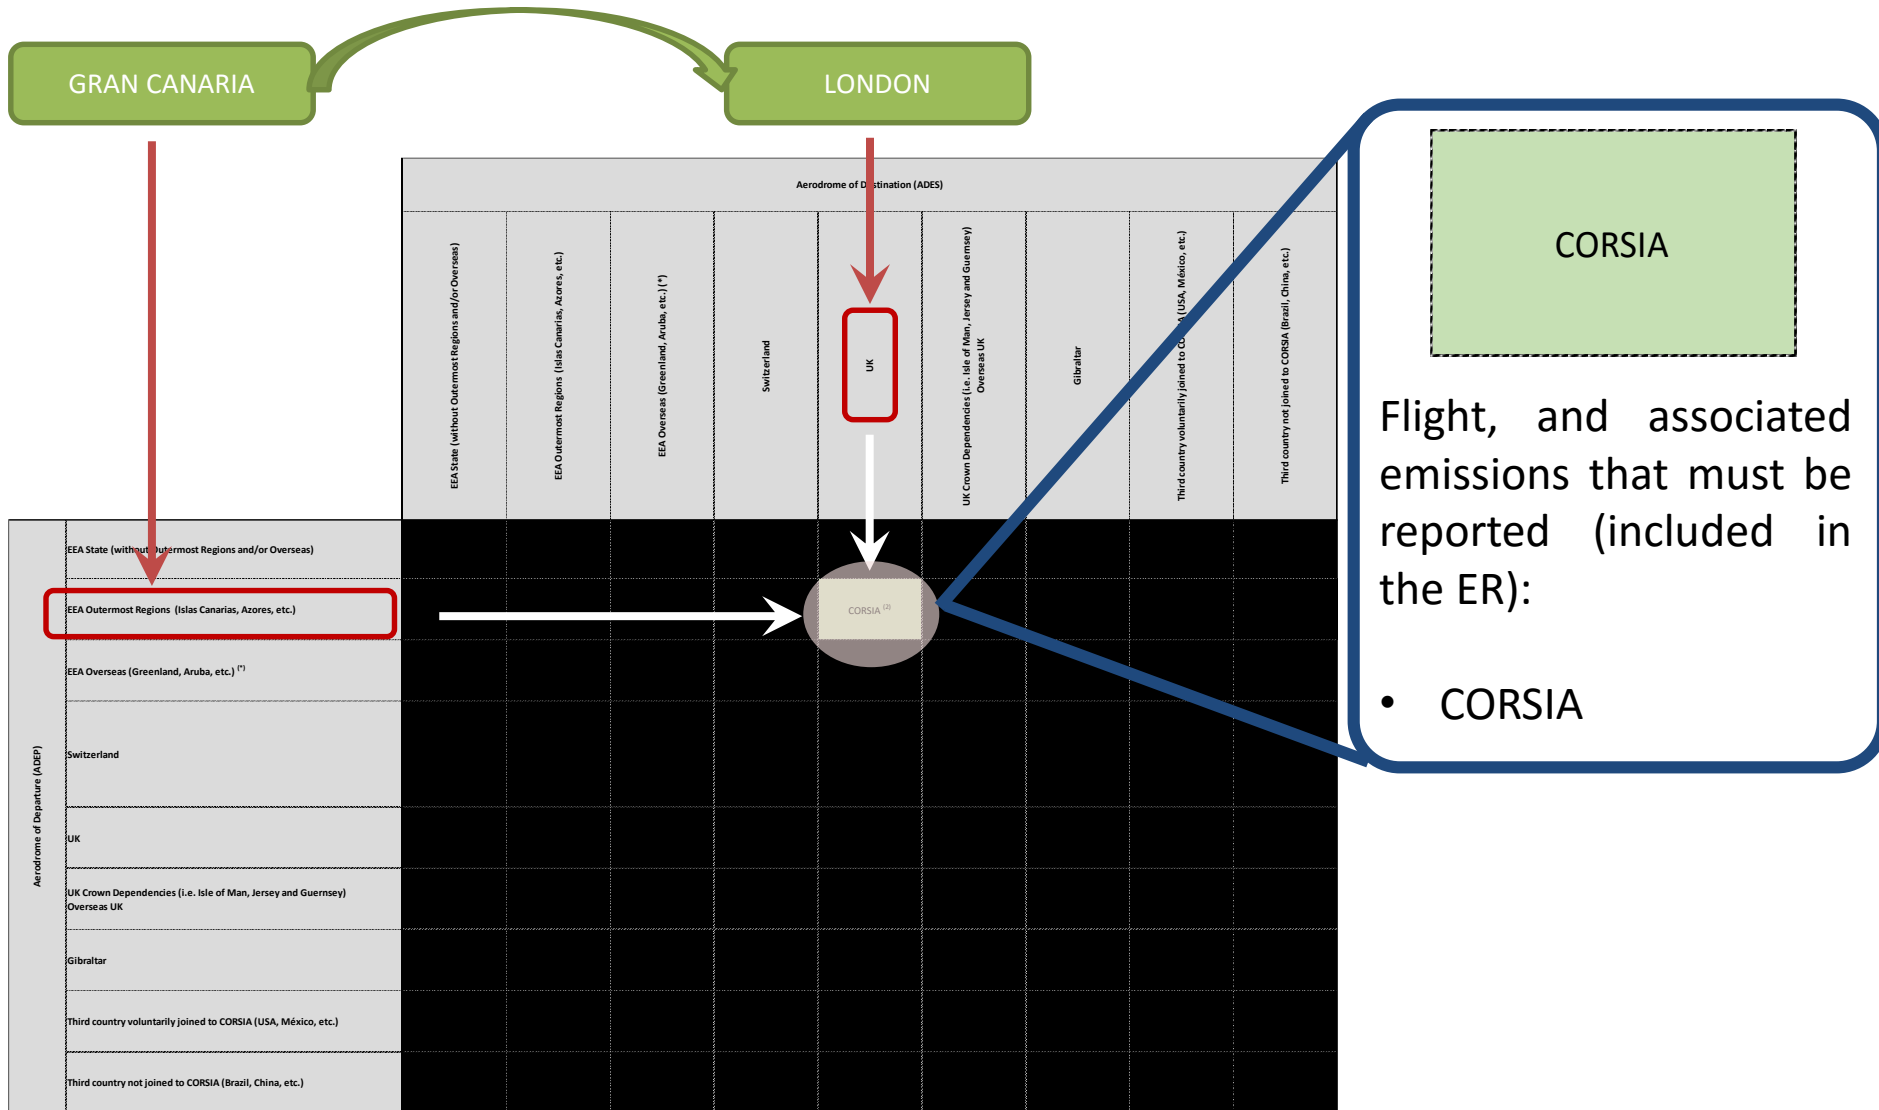 GRAN CANARIA
LONDON
Aerodrome of Destination (ADES)
EEA State (without Outermost Regions and/or Overseas)
EEA Outermost Regions (Islas Canarias, Azores, etc.)
EEA Overseas (Greenland, Aruba, etc.) (*)
Switzerland
UK
UK Crown Dependencies (i.e. Isle of Man, Jersey and Guernsey)
Overseas UK
Gibraltar
Third country voluntarily joined to CORSIA (USA, México, etc.)
Third country not joined to CORSIA (Brazil, China, etc.)
Aerodrome of Departure (ADEP)
EEA State (without Outermost Regions and/or Overseas)
EEA Outermost Regions (Islas Canarias, Azores, etc.)
CORSIA (2)
EEA Overseas (Greenland, Aruba, etc.) (*)
Switzerland
UK
UK Crown Dependencies (i.e. Isle of Man, Jersey and Guernsey)
Overseas UK
Gibraltar
Third country voluntarily joined to CORSIA (USA, México, etc.)
Third country not joined to CORSIA (Brazil, China, etc.)
CORSIA
Flight, and associated
emissions that must be
reported (included in
the ER):
• CORSIA